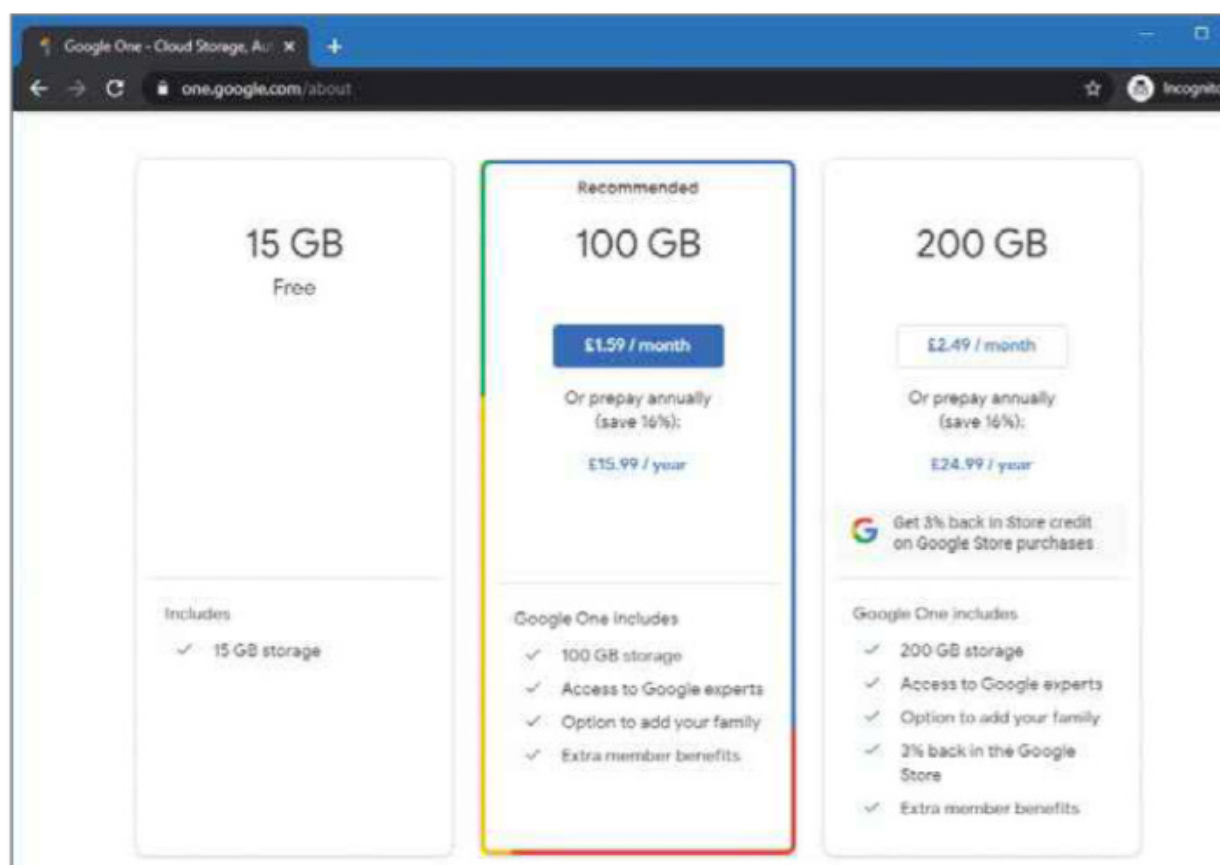 Google One - Cloud Storage, Au
one.google.com/about
Incognito
15 GB
Free
Includes
15 GB storage
Recommended
100 GB
£1.59 / month
Or prepay annually
(save 16%):
£15.99 / year
Google One includes
100 GB storage
Access to Google experts
Option to add your family
Extra member benefits
200 GB
£2.49 / month
Or prepay annually
(save 16%):
£24.99 / year
Get 3% back in Store credit
on Google Store purchases
Google One includes
200 GB storage
Access to Google experts
Option to add your family
3% back in the Google
Store
Extra member benefits